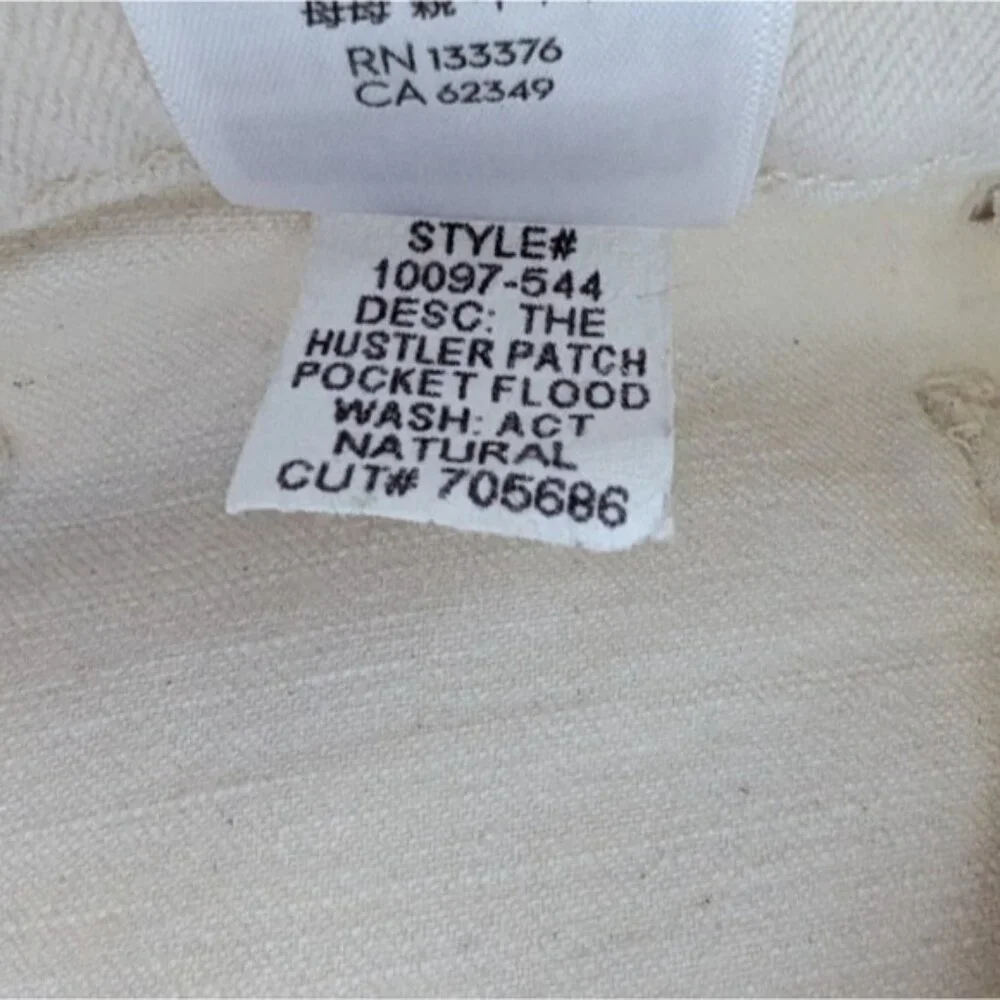 RN 133376
CA 62349
STYLE#
10097-544
DESC: THE
HUSTLER PATCH
POCKET FLOOD
WASH: ACT
NATURAL
CUT# 705686